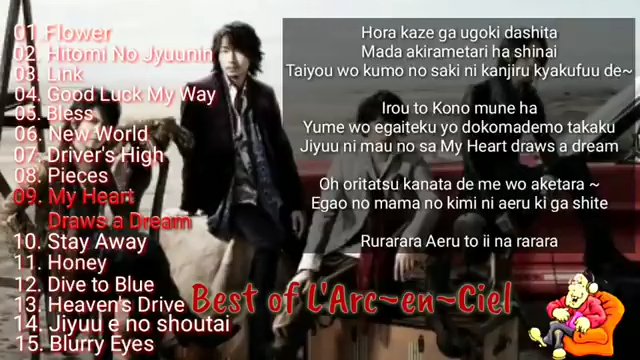 01 Flower
02. Hitomi No Jyuunin
03. Link
04. Good Luck My Way
05. Bless
06. New World
07. Driver's High
08. Pieces
09. My Heart
Draws a Dream
10. Stay Away
11. Honey
12. Dive to Blue
13. Heaven's Drive
14. Jiyuu e no shoutai
15. Blurry Eyes
Hora kaze ga ugoki dashita
Mada akirametari ha shinai
Taiyou wo kumo no saki ni kanjiru kyakufuu de~
Irou to Kono mune ha
Yume wo egaiteku yo dokomademo takaku
Jiyuu ni mau no sa My Heart draws a dream
Oh oritatsu kanata de me wo aketara ~
Egao no mama no kimi ni aeru ki ga shite
Rurarara Aeru to ii na rarara
Best of L'Arc~en~Ciel